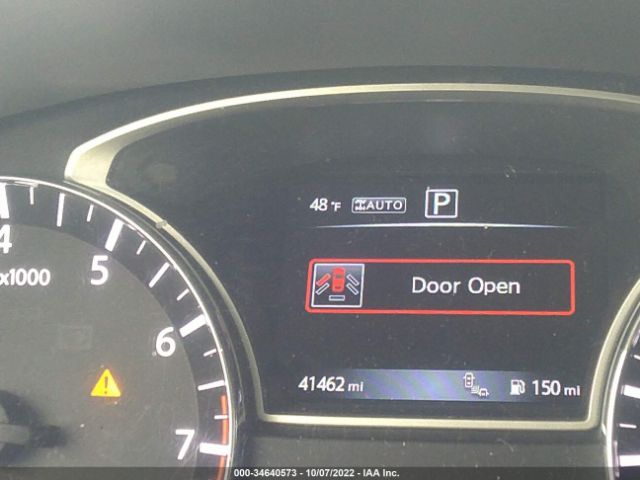 48 °F AUTO P
4
x1000
5
Door Open
6
41462 mi 150 mi
7
000-34640573 - 10/07/2022 - IAA Inc.